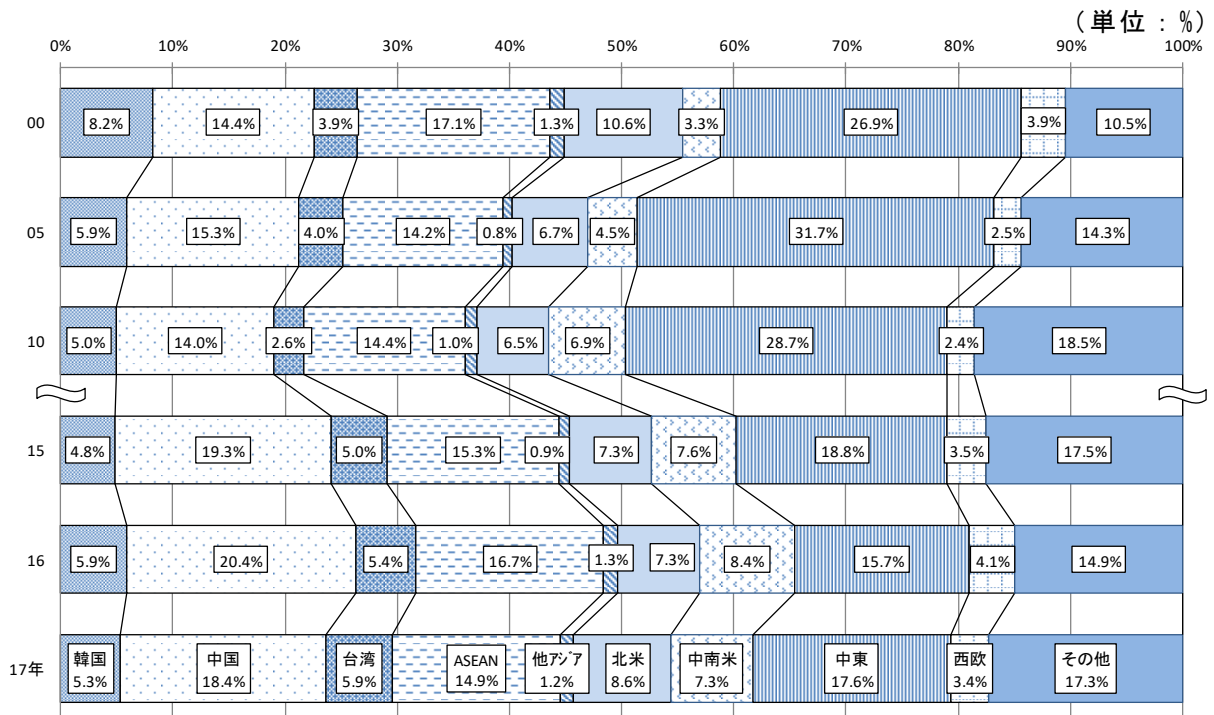 (単位：%)
0% 10% 20% 30% 40% 50% 60% 70% 80% 90% 100%
00 8.2% 14.4% 3.9% 17.1% 1.3% 10.6% 3.3% 26.9% 3.9% 10.5%
05 5.9% 15.3% 4.0% 14.2% 0.8% 6.7% 4.5% 31.7% 2.5% 14.3%
10 5.0% 14.0% 2.6% 14.4% 1.0% 6.5% 6.9% 28.7% 2.4% 18.5%
15 4.8% 19.3% 5.0% 15.3% 0.9% 7.3% 7.6% 18.8% 3.5% 17.5%
16 5.9% 20.4% 5.4% 16.7% 1.3% 7.3% 8.4% 15.7% 4.1% 14.9%
17年 韓国 中国 台湾 ASEAN 他ｱｼﾞｱ 北米 中南米 中東 西欧 その他
5.3% 18.4% 5.9% 14.9% 1.2% 8.6% 7.3% 17.6% 3.4% 17.3%